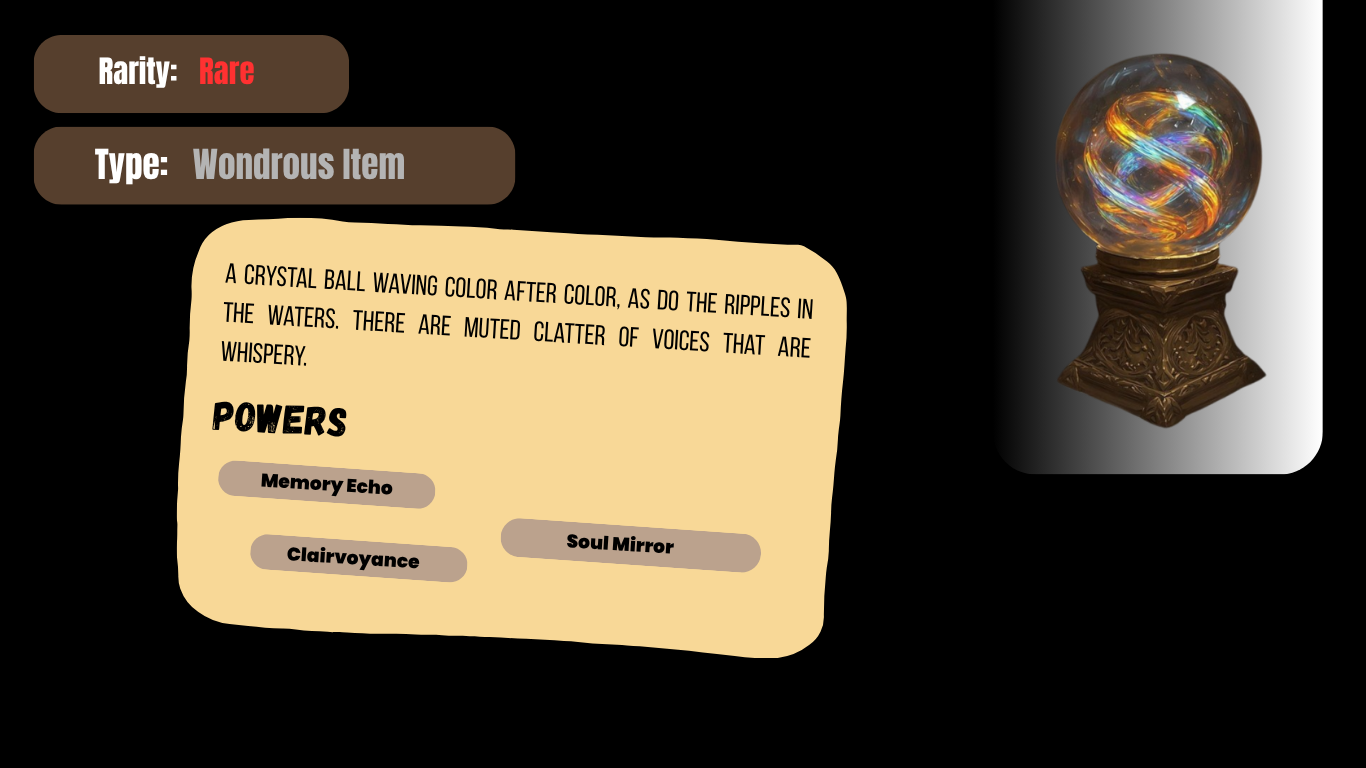 Rarity: Rare
Type: Wondrous Item
A CRYSTAL BALL WAVING COLOR AFTER COLOR, AS DO THE RIPPLES IN
THE WATERS. THERE ARE MUTED CLATTER OF VOICES THAT ARE
WHISPERY.
POWERS
Memory Echo
Soul Mirror
Clairvoyance